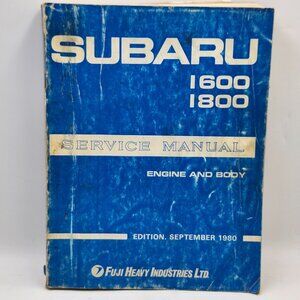 SUBARU
1600
1800
SERVICE MANUAL
ENGINE AND BODY
EDITION. SEPTEMBER 1980
FUJI HEAVY INDUSTRIES LTD.